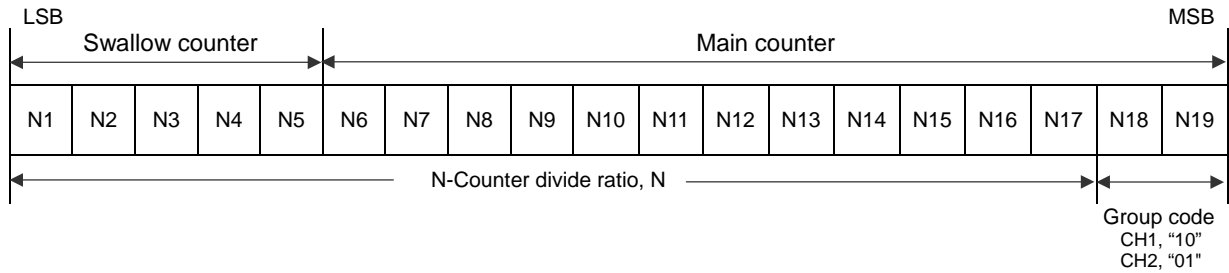 LSB MSB
Swallow counter Main counter
N1 N2 N3 N4 N5 N6 N7 N8 N9 N10 N11 N12 N13 N14 N15 N16 N17 N18 N19
N-Counter divide ratio, N
Group code
CH1, “10”
CH2, “01"